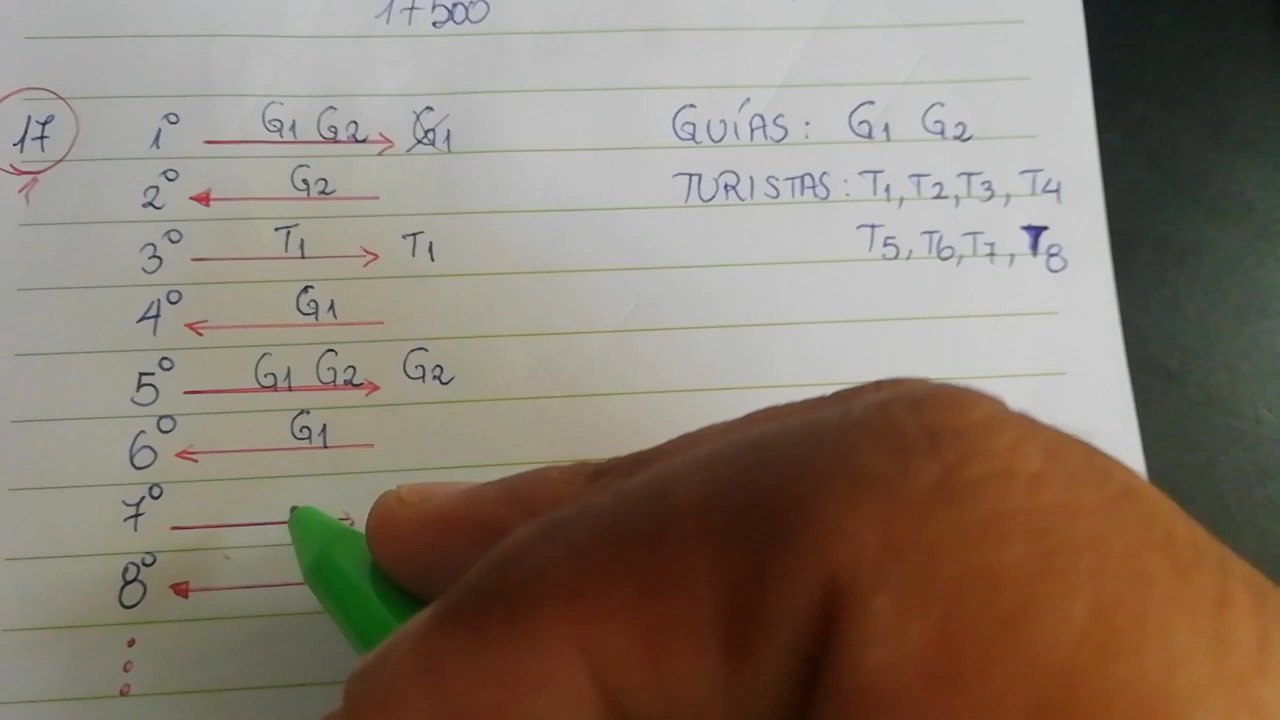 17500
17 1° G1 G2 G1 GUÍAS: G1 G2
1 2° G2 TURISTAS: T1, T2, T3, T4
3° T1 T1 T5, T6, T7, T8
4° G1
5° G1 G2 G2
6° G1
7°
8°